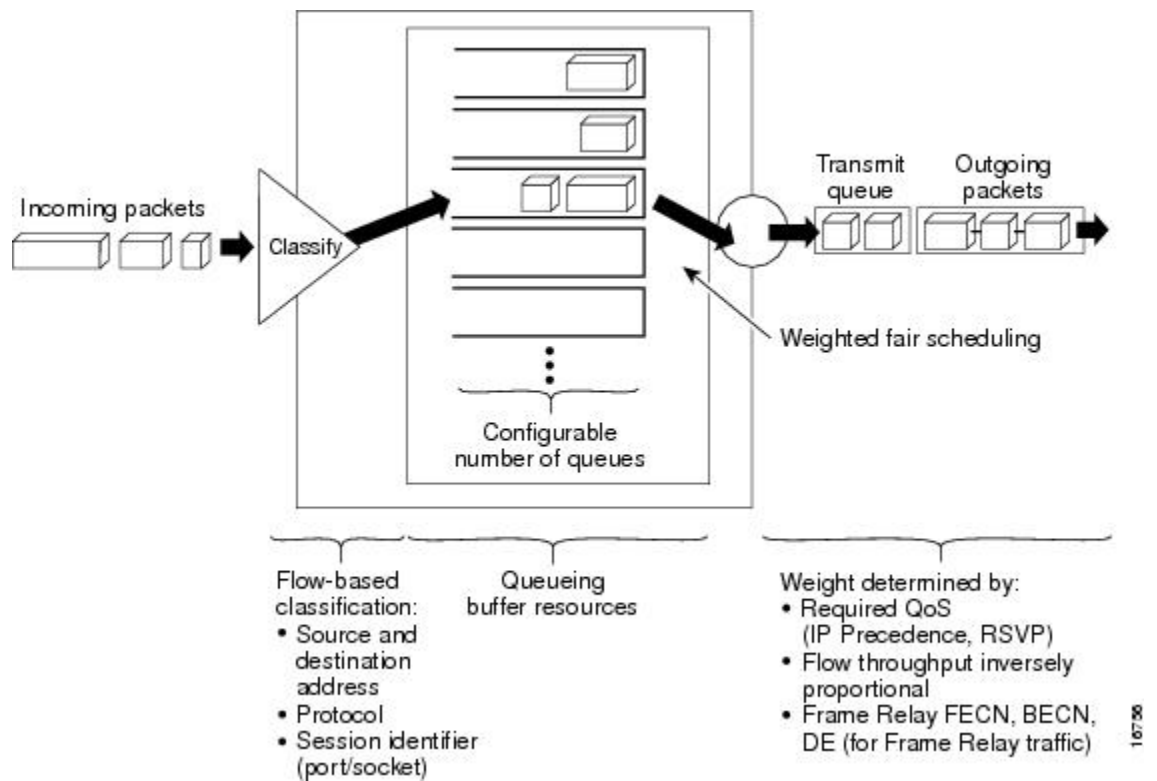 Incoming packets
Classify
Transmit
queue
Outgoing
packets
Weighted fair scheduling
Configurable
number of queues
Flow-based
classification:
• Source and
destination
address
• Protocol
• Session identifier
(port/socket)
Queueing
buffer resources
Weight determined by:
• Required QoS
(IP Precedence, RSVP)
• Flow throughput inversely
proportional
• Frame Relay FECN, BECN,
DE (for Frame Relay traffic)
16756